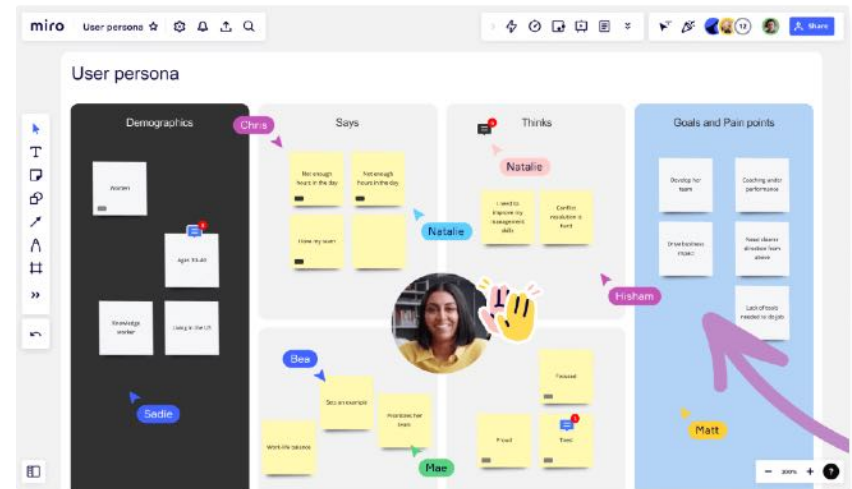 miro User persona 12 Share
User persona
Demographics
Says
Thinks
Goals and Pain points
Chris
Natalie
Natalie
Hisham
Bea
Sadie
Mae
Matt
Women
Ages 30-40
Knowledge
worker
Living in the US
Not enough
hours in the day
Not enough
hours in the day
I love my team
I need to
improve my
management
skills
Conflict
resolution is
hard
Develop her
team
Coaching under
performance
Drive business
impact
Need clearer
direction from
above
Lack of tools
needed to do job
Sets an example
Prioritizes her
team
Work-life balance
Focused
Proud
Tired
200%
?